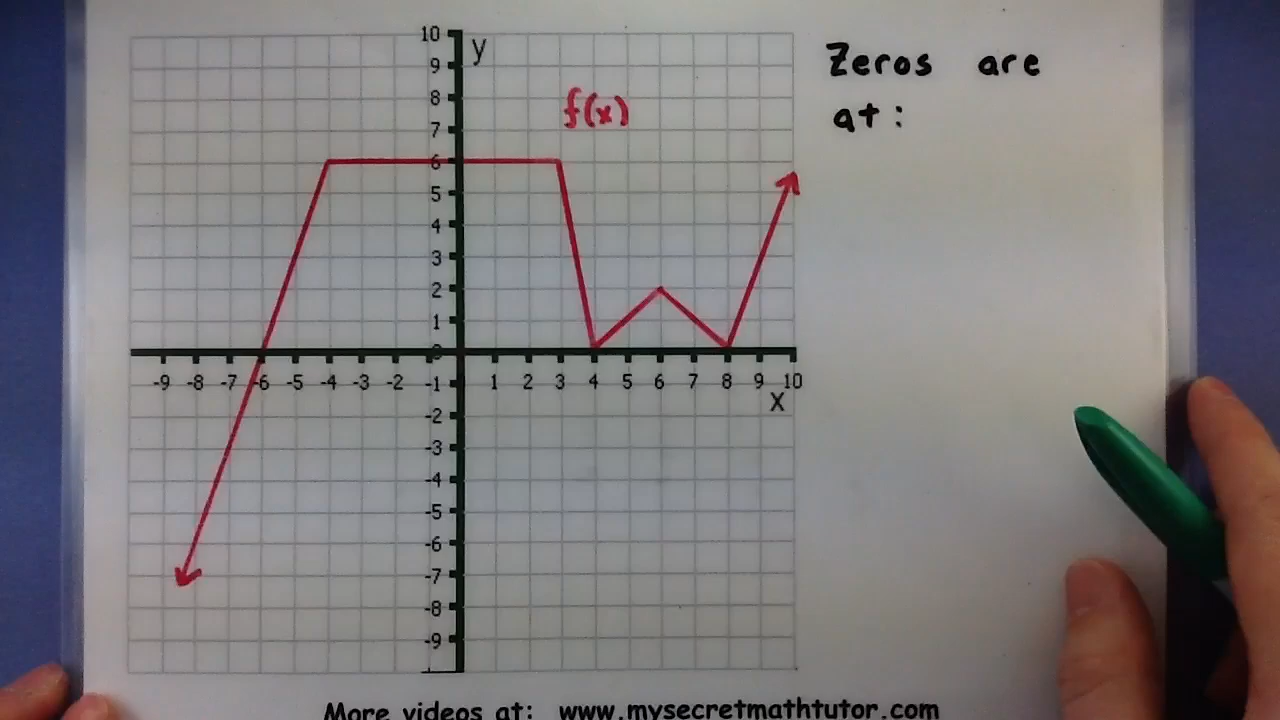 10
y
9
8
f(x)
7
6
5
4
3
2
1
0
-9 -8 -7 -6 -5 -4 -3 -2 -1 1 2 3 4 5 6 7 8 9 10
X
-2
-3
-4
-5
-6
-7
-8
-9
Zeros are
at:
More videos at: www.mysecretmathtutor.com